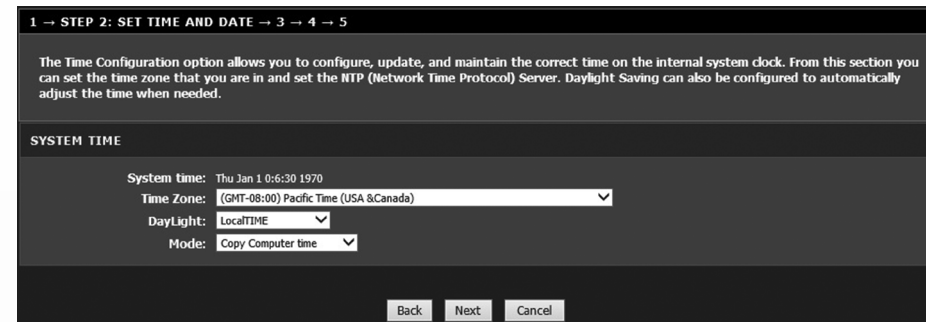 1 → STEP 2: SET TIME AND DATE → 3 → 4 → 5
The Time Configuration option allows you to configure, update, and maintain the correct time on the internal system clock. From this section you
can set the time zone that you are in and set the NTP (Network Time Protocol) Server. Daylight Saving can also be configured to automatically
adjust the time when needed.
SYSTEM TIME
System time: Thu Jan 1 0:6:30 1970
Time Zone: (GMT-08:00) Pacific Time (USA &Canada)
DayLight: LocalTIME
Mode: Copy Computer time
Back Next Cancel